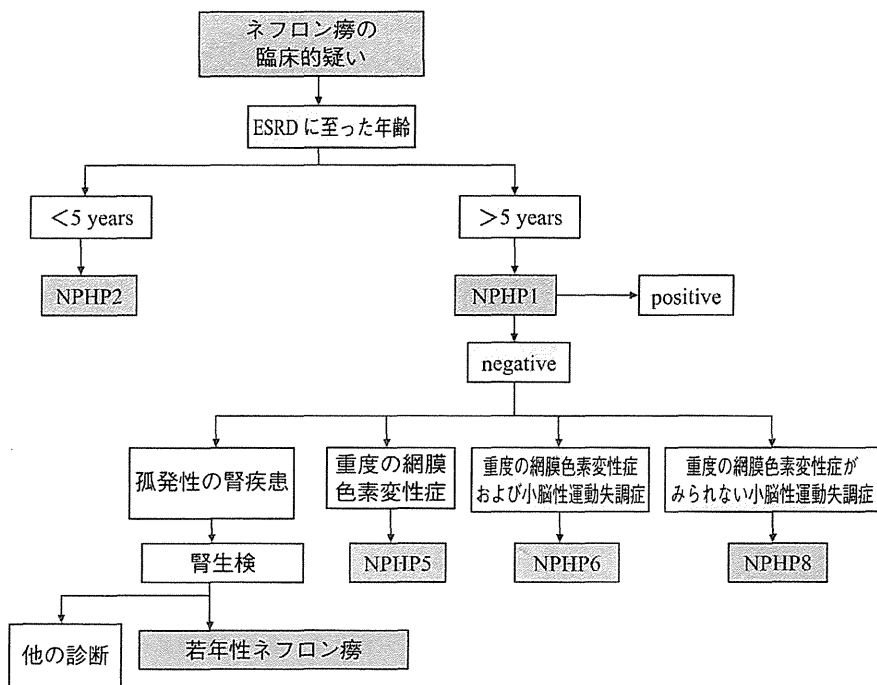 ネフロン癆の
臨床的疑い
ESRDに至った年齢
＜5 years
＞5 years
NPHP2
NPHP1
positive
negative
孤発性の腎疾患
重度の網膜
色素変性症
重度の網膜色素変性症
および小脳性運動失調症
重度の網膜色素変性症が
みられない小脳性運動失調症
腎生検
NPHP5
NPHP6
NPHP8
他の診断
若年性ネフロン癆